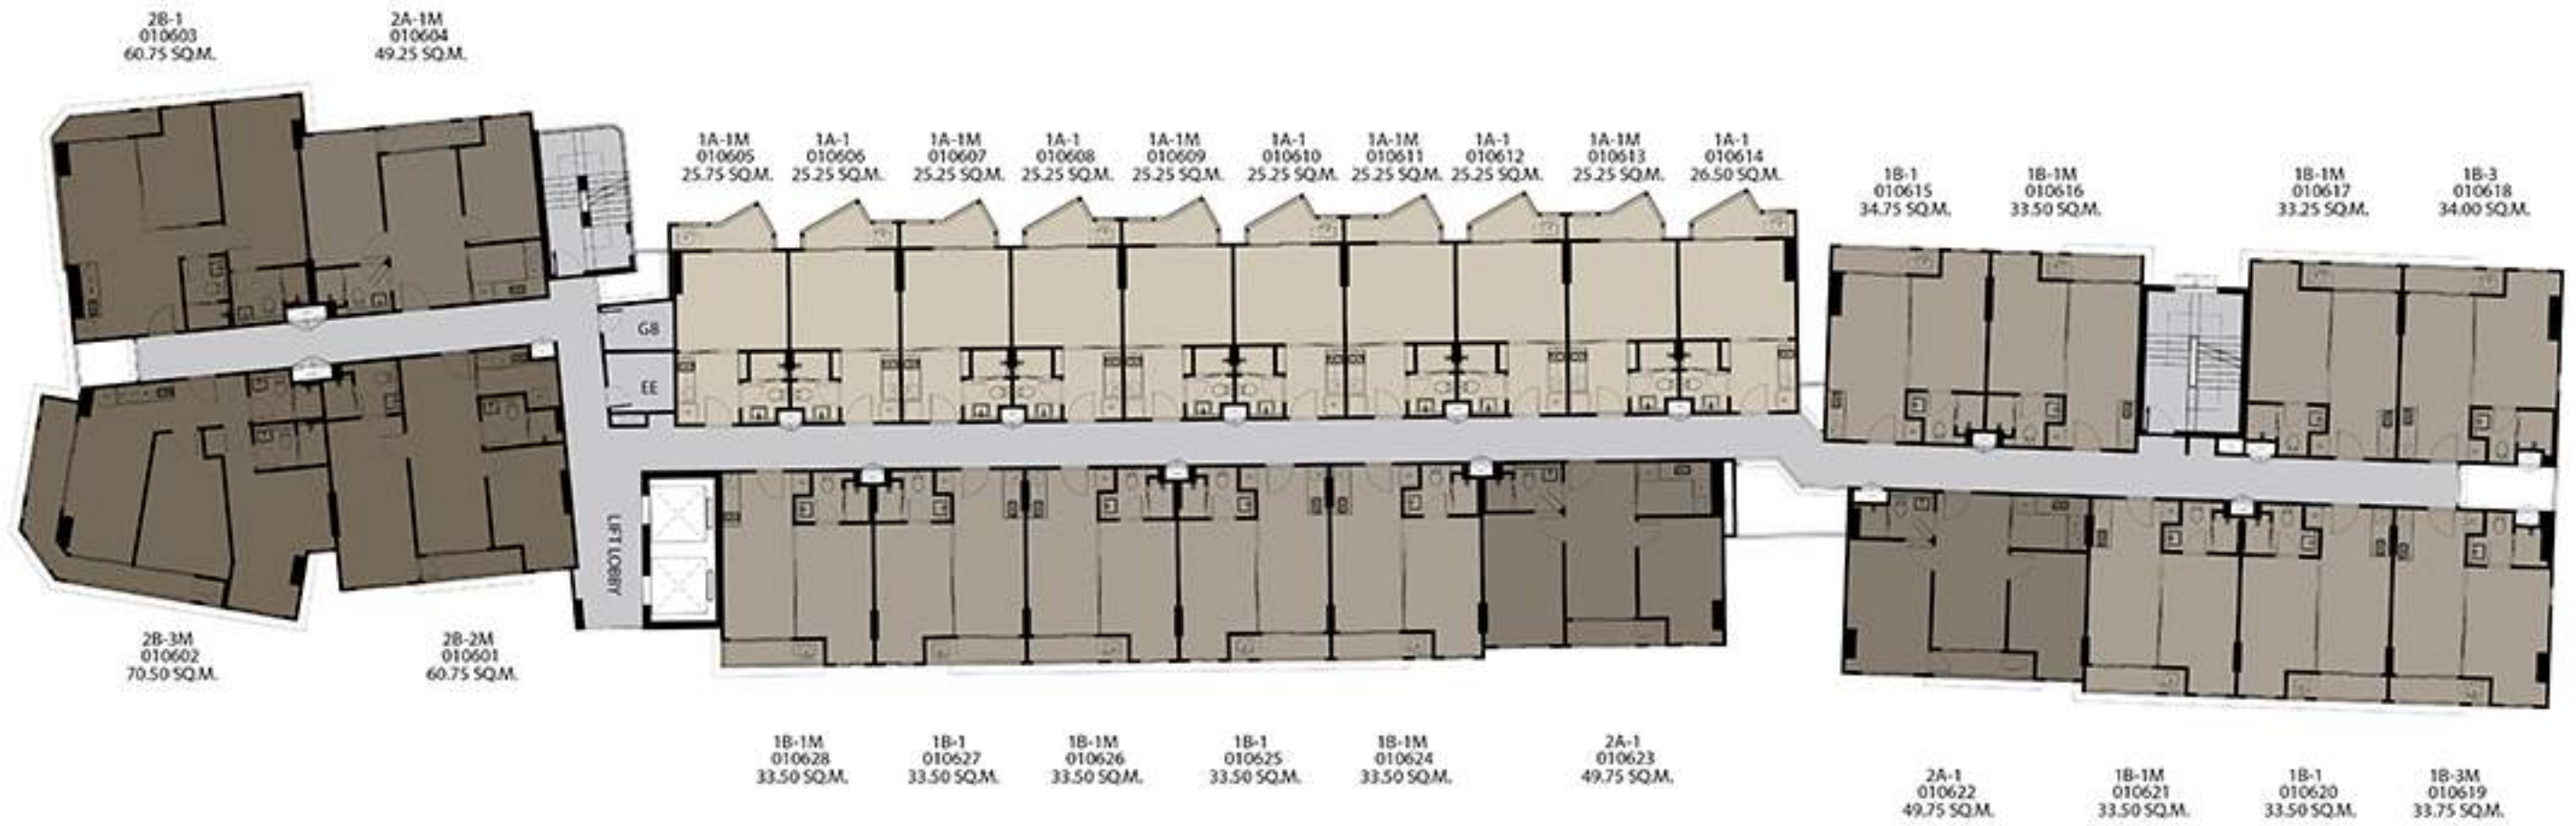 2B-1
010603
60.75 SQ.M.
2A-1M
010604
49.25 SQ.M.
1A-1M
010605
25.75 SQ.M.
1A-1
010606
25.25 SQ.M.
1A-1M
010607
25.25 SQ.M.
1A-1
010608
25.25 SQ.M.
1A-1M
010609
25.25 SQ.M.
1A-1
010610
25.25 SQ.M.
1A-1M
010611
25.25 SQ.M.
1A-1
010612
25.25 SQ.M.
1A-1M
010613
25.25 SQ.M.
1A-1
010614
26.50 SQ.M.
1B-1
010615
34.75 SQ.M.
1B-1M
010616
33.50 SQ.M.
1B-1M
010617
33.25 SQ.M.
1B-3
010618
34.00 SQ.M.
GB
EE
LIFT LOBBY
2B-3M
010602
70.50 SQ.M.
2B-2M
010601
60.75 SQ.M.
1B-1M
010628
33.50 SQ.M.
1B-1
010627
33.50 SQ.M.
1B-1M
010626
33.50 SQ.M.
1B-1
010625
33.50 SQ.M.
1B-1M
010624
33.50 SQ.M.
2A-1
010623
49.75 SQ.M.
2A-1
010622
49.75 SQ.M.
1B-1M
010621
33.50 SQ.M.
1B-1
010620
33.50 SQ.M.
1B-3M
010619
33.75 SQ.M.